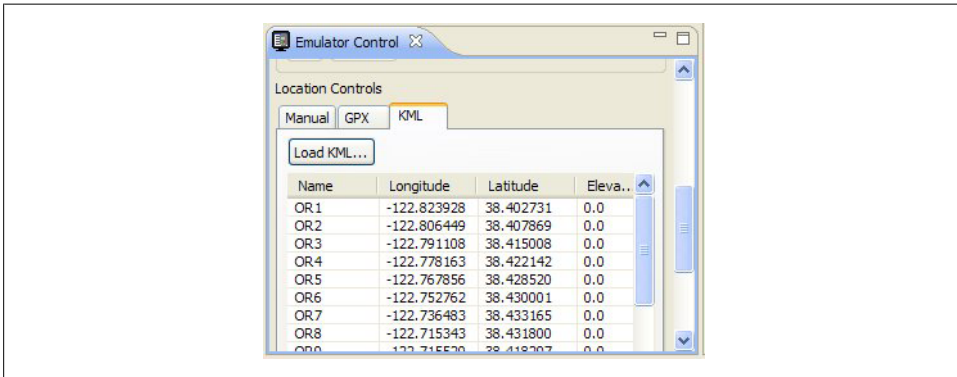 Emulator Control
Location Controls
Manual GPX KML
Load KML...
Name Longitude Latitude Eleva...
OR1 -122.823928 38.402731 0.0
OR2 -122.806449 38.407869 0.0
OR3 -122.791108 38.415008 0.0
OR4 -122.778163 38.422142 0.0
OR5 -122.767856 38.428520 0.0
OR6 -122.752762 38.430001 0.0
OR7 -122.736483 38.433165 0.0
OR8 -122.715343 38.431800 0.0